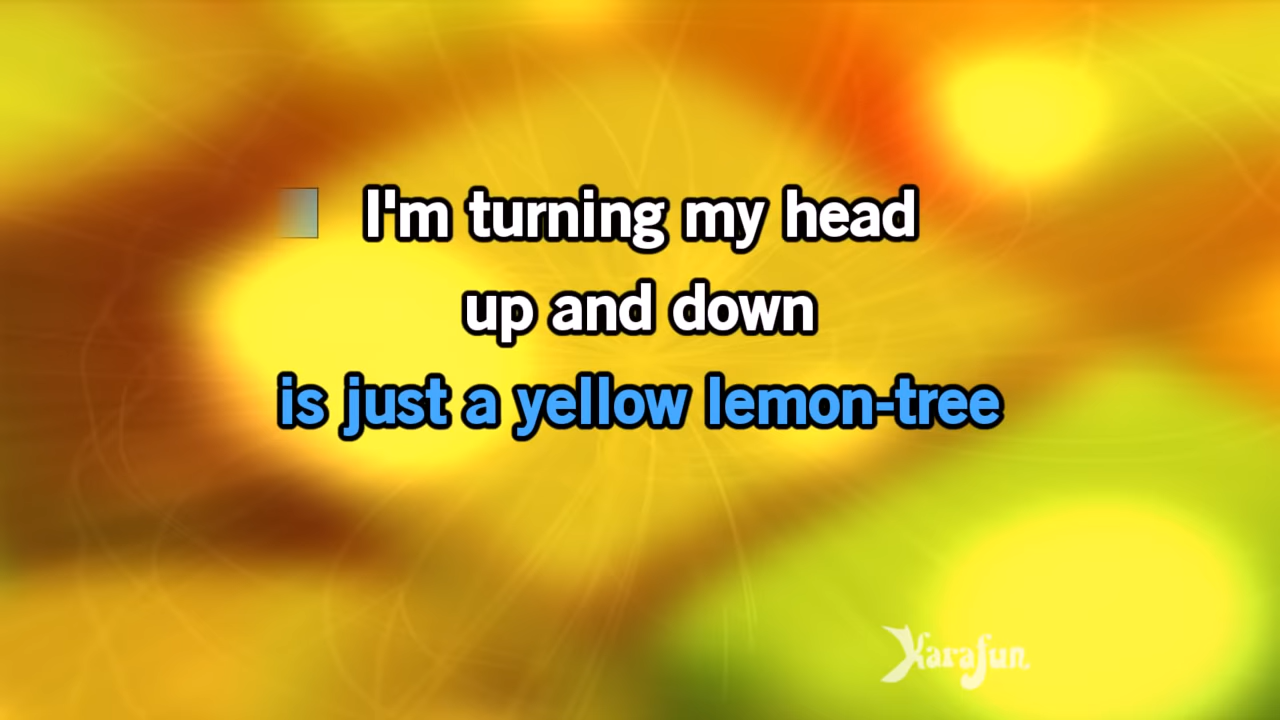 I'm turning my head
up and down
is just a yellow lemon-tree
Karafun